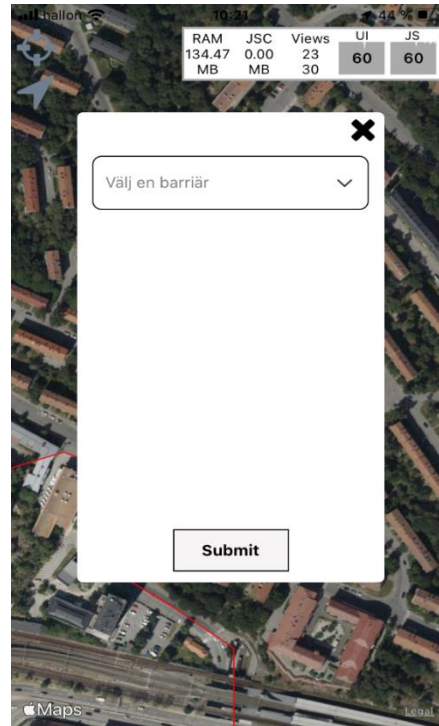 hallon 10:21 44 %
RAM JSC Views UI JS
134.47 0.00 23 60 60
MB MB 30
Välj en barriär
Submit
Maps Legal